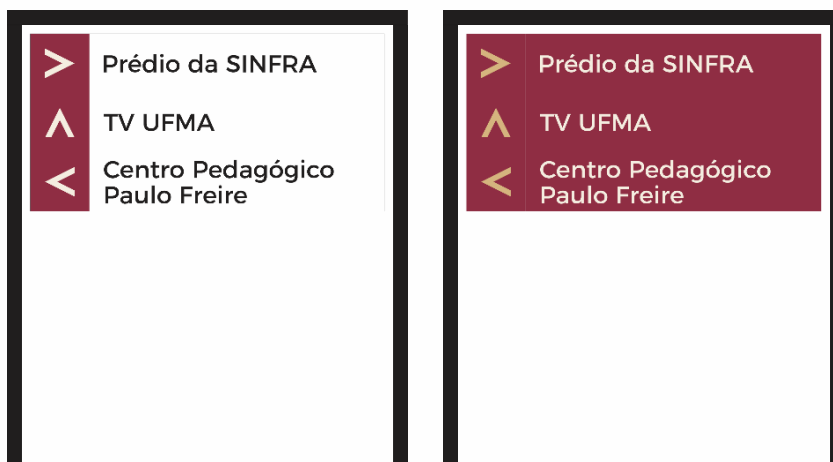 > Prédio da SINFRA
∧ TV UFMA
< Centro Pedagógico
Paulo Freire
> Prédio da SINFRA
∧ TV UFMA
< Centro Pedagógico
Paulo Freire